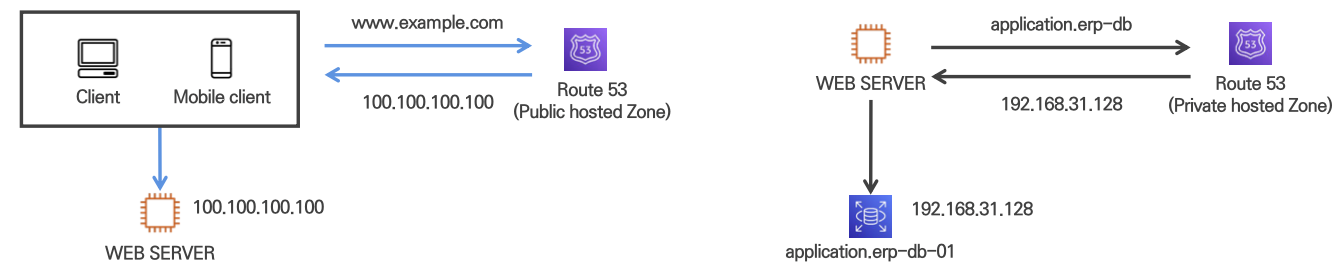 www.example.com
Client
Mobile client
100.100.100.100
53
Route 53
(Public hosted Zone)
100.100.100.100
WEB SERVER
application.erp-db
WEB SERVER
192.168.31.128
53
Route 53
(Private hosted Zone)
192.168.31.128
application.erp-db-01